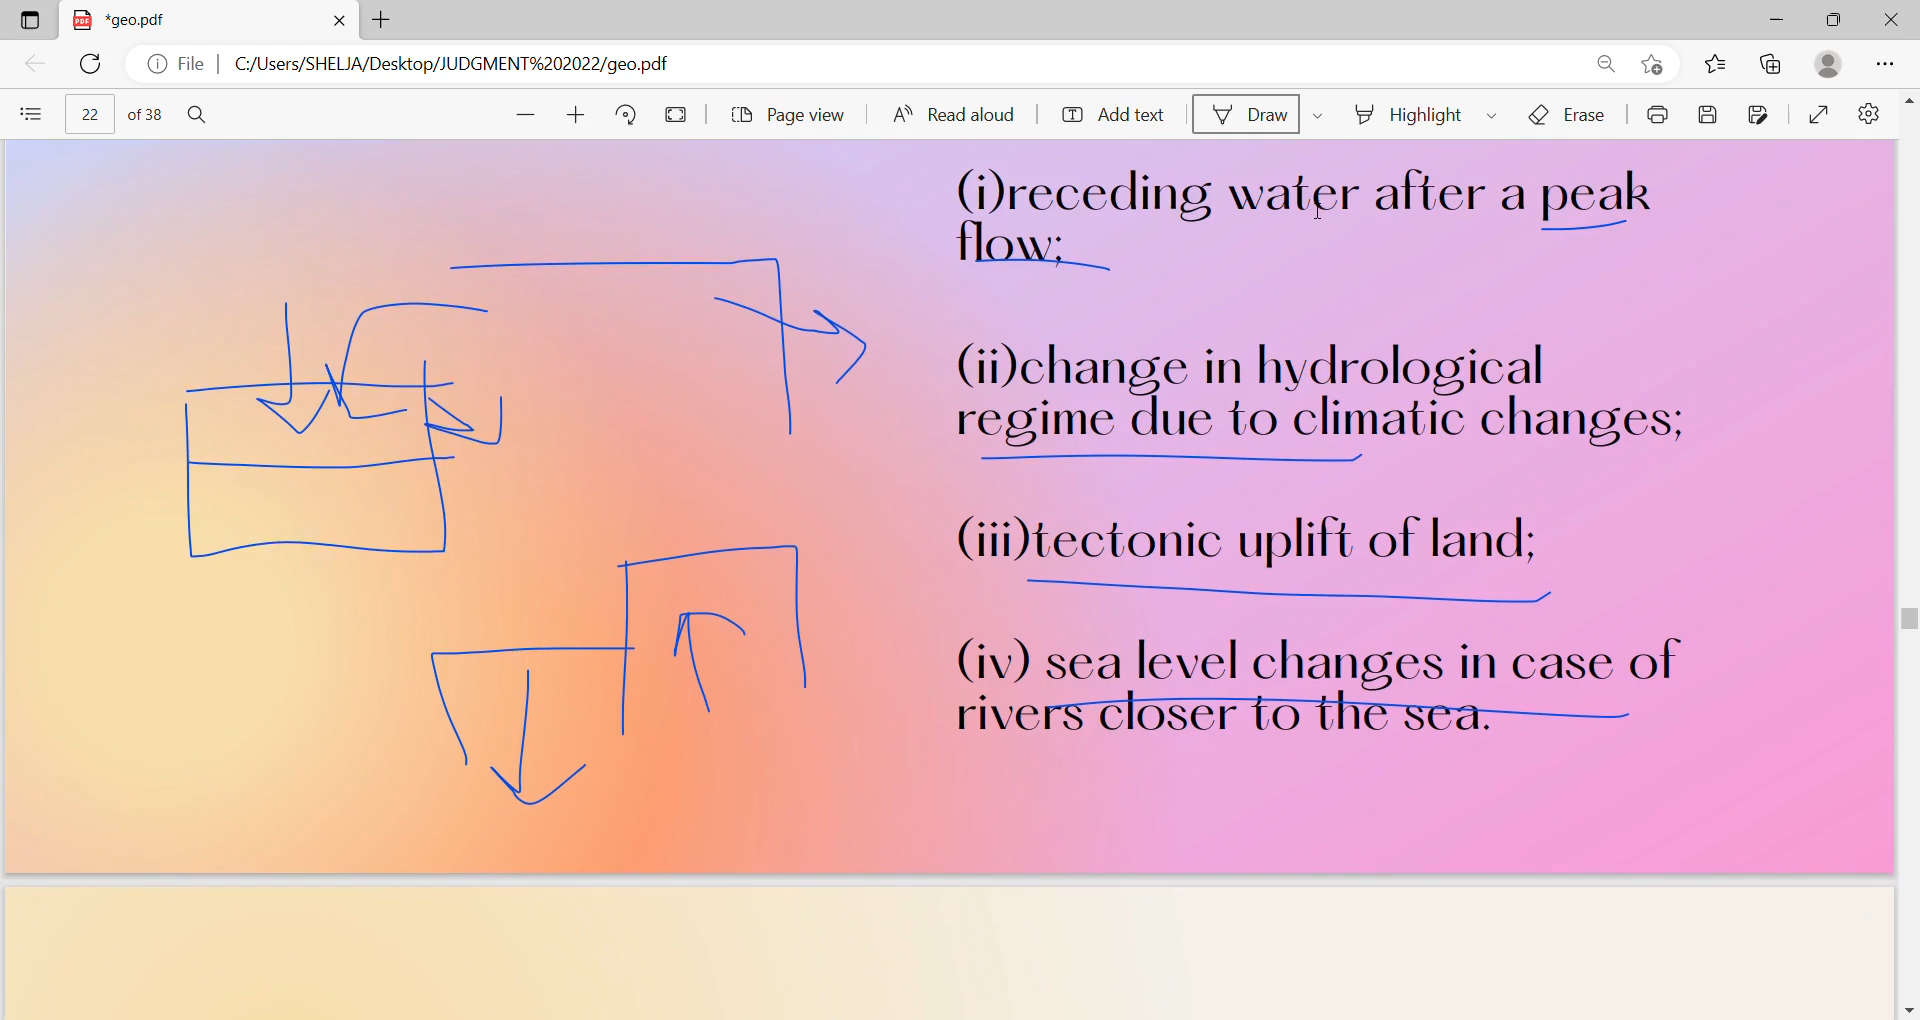 *geo.pdf
File
C:/Users/SHELJA/Desktop/JUDGMENT%202022/geo.pdf
22 of 38
Page view
Read aloud
Add text
Draw
Highlight
Erase
(i)receding water after a peak
flow;
(ii)change in hydrological
regime due to climatic changes;
(iii)tectonic uplift of land;
(iv) sea level changes in case of
rivers closer to the sea.